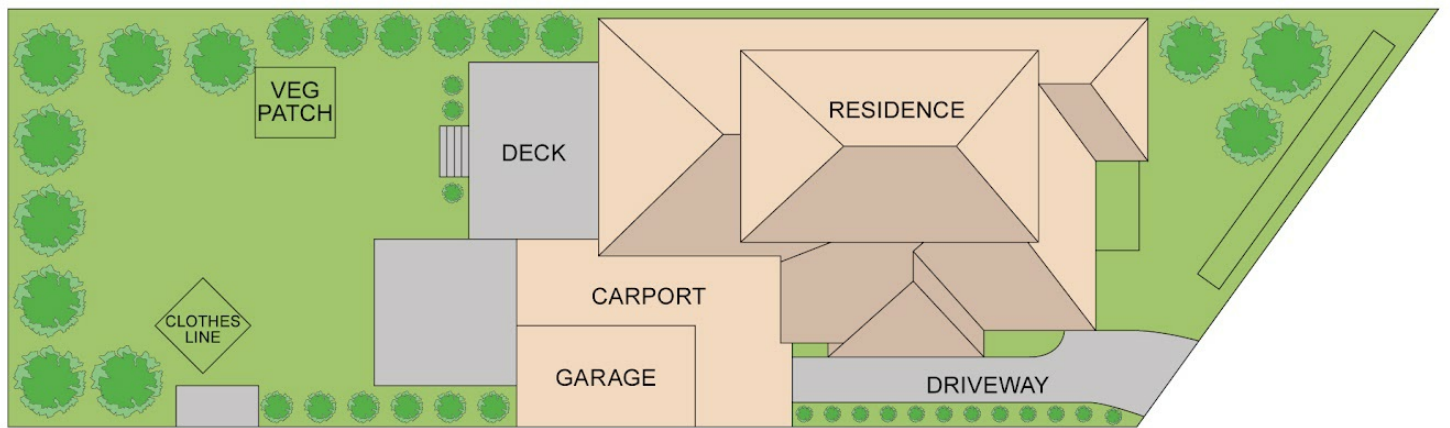 VEG
PATCH
RESIDENCE
DECK
CARPORT
CLOTHES
LINE
GARAGE
DRIVEWAY